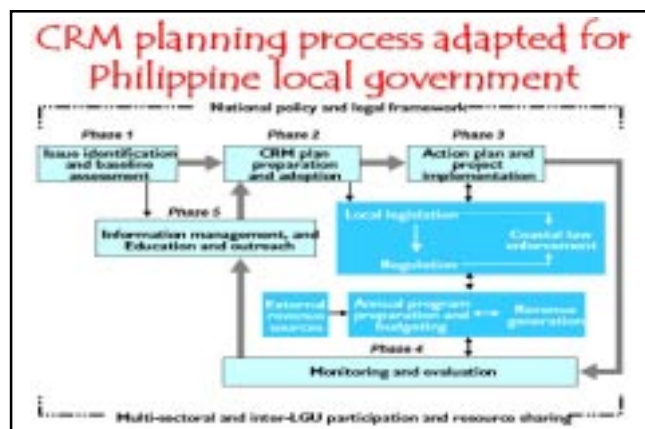 CRM planning process adapted for
Philippine local government
National policy and legal framework
Phase 1
Phase 2
Phase 3
Issue identification
and baseline
assessment
CRM plan
preparation
and adoption
Action plan and
project
implementation
Phase 5
Information management, and
Education and outreach
Local legislation
Coastal law
enforcement
Regulation
External
revenue
sources
Annual program
preparation and
budgeting
Revenue
generation
Phase 4
Monitoring and evaluation
Multi-sectoral and inter-LGU participation and resource sharing